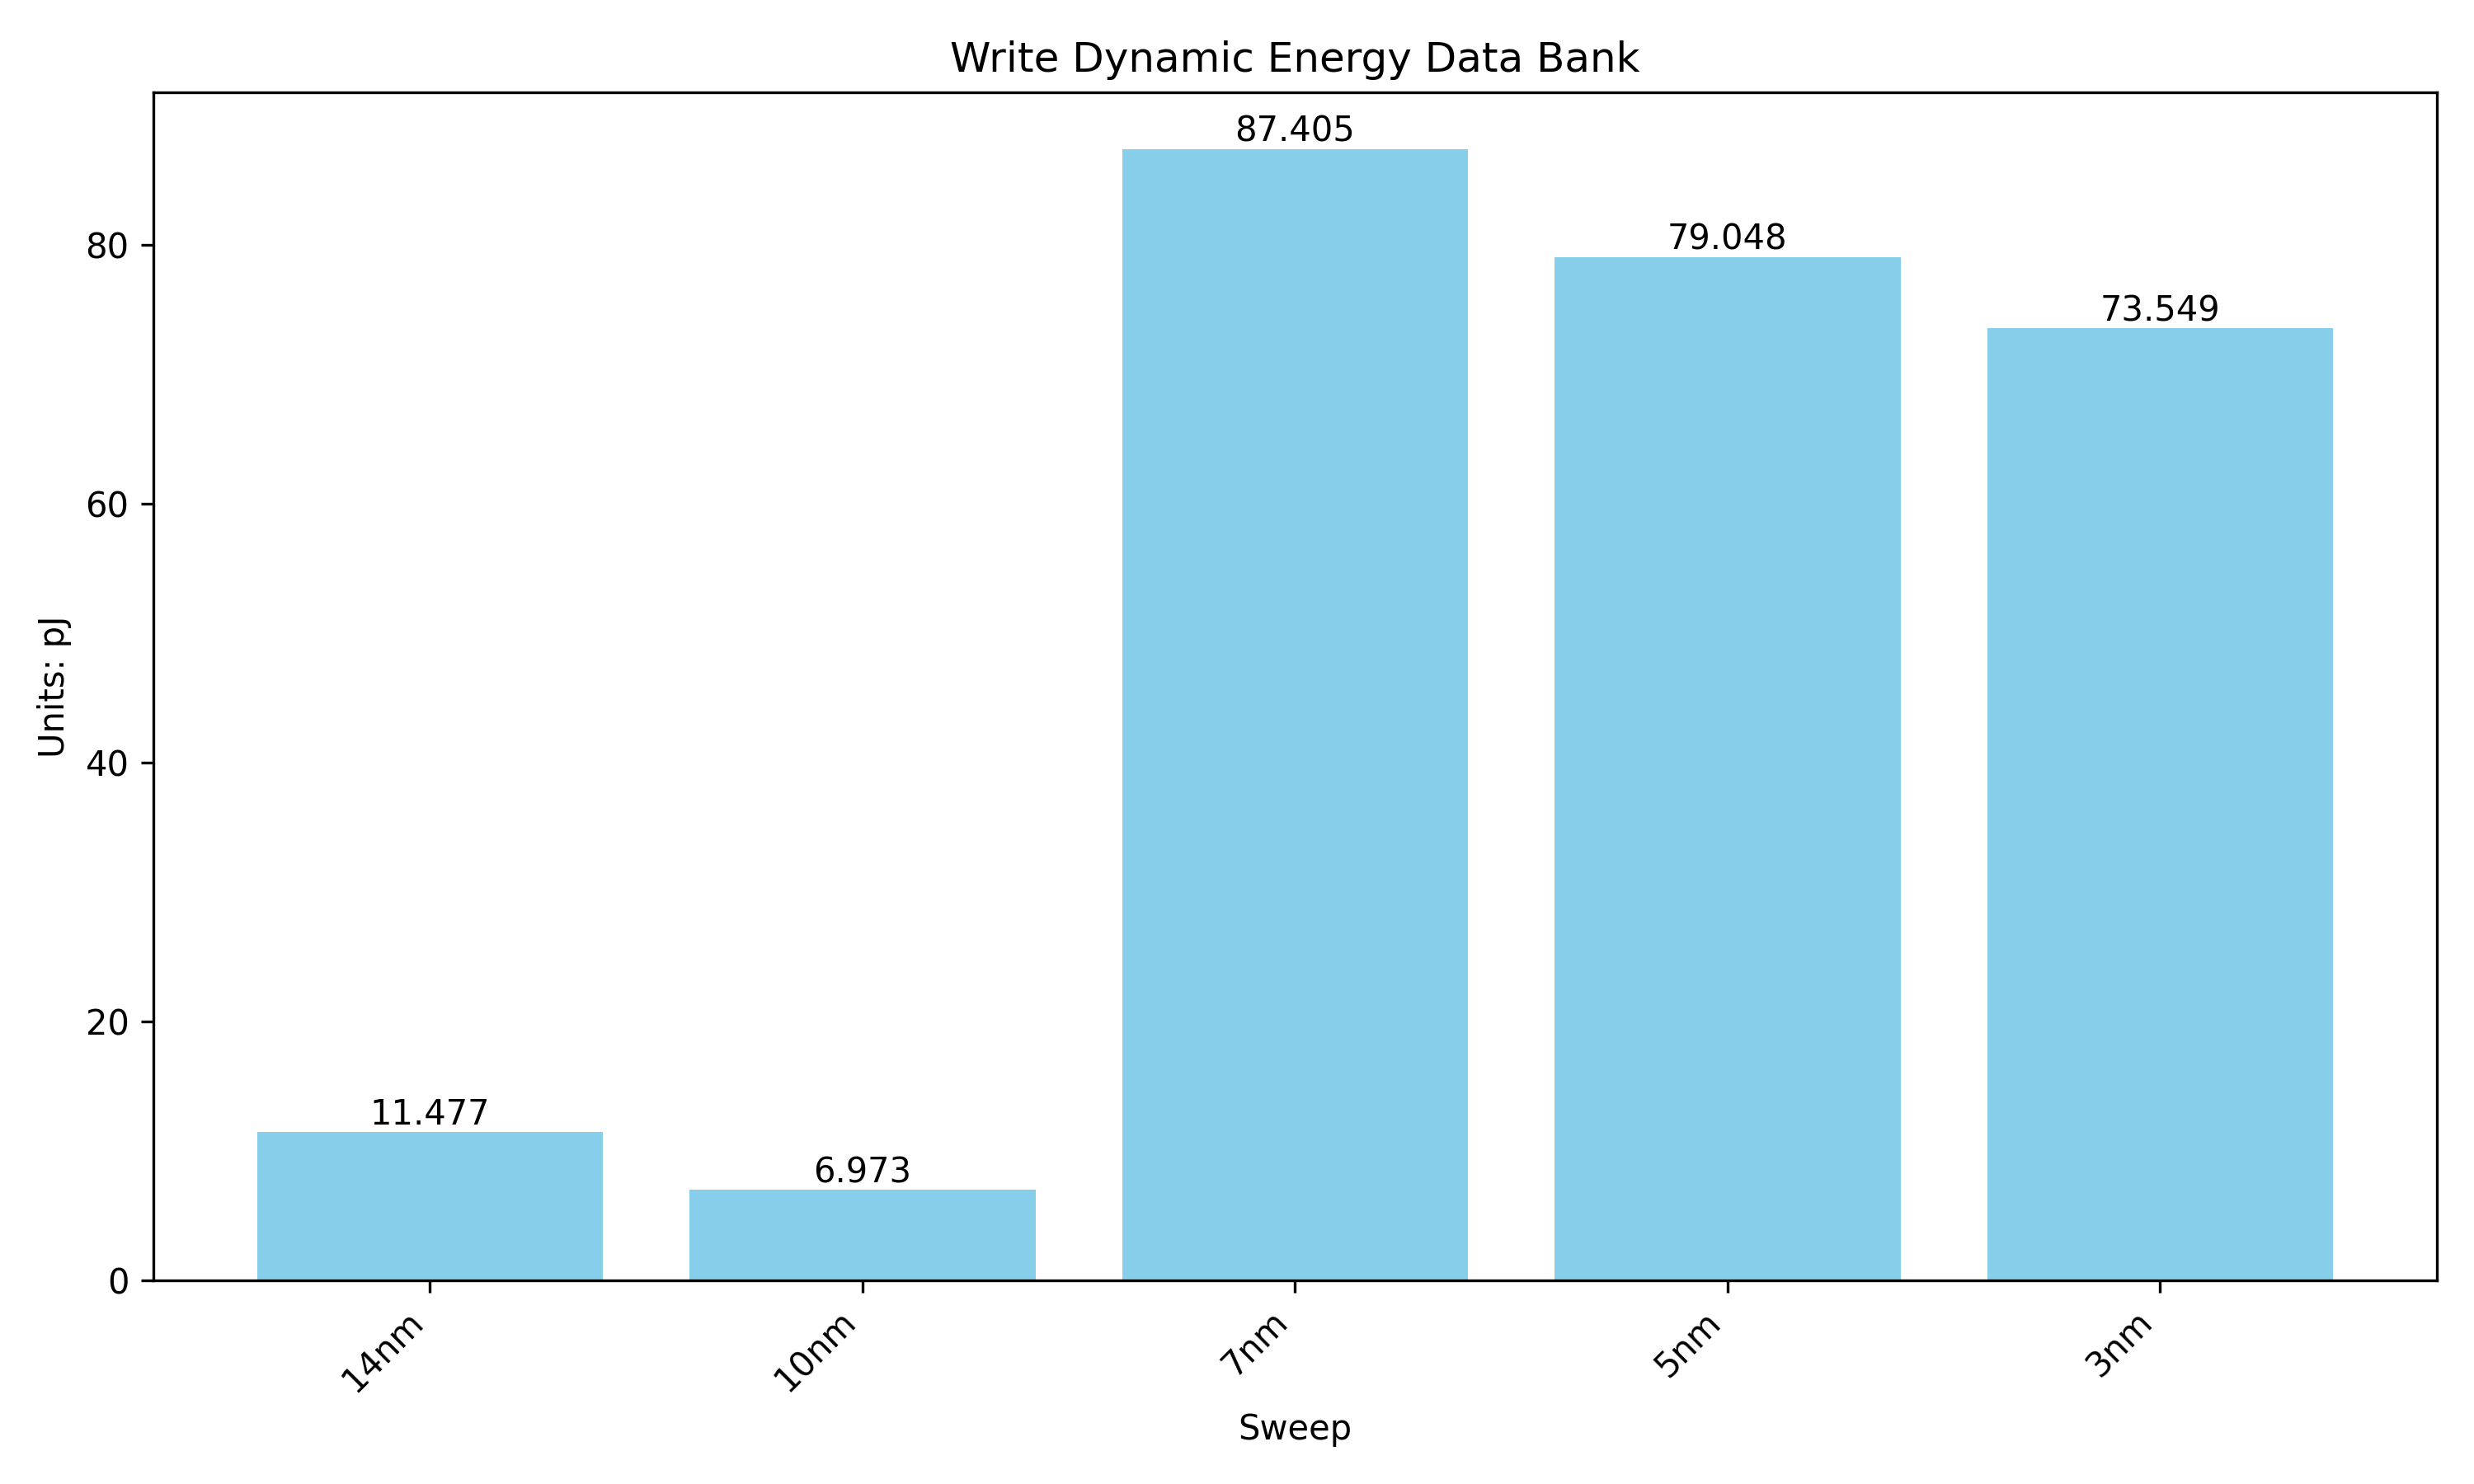 Write Dynamic Energy Data Bank
87.405
79.048
73.549
11.477
6.973
80
60
40
20
0
Units: pJ
14nm
10nm
7nm
5nm
3nm
Sweep